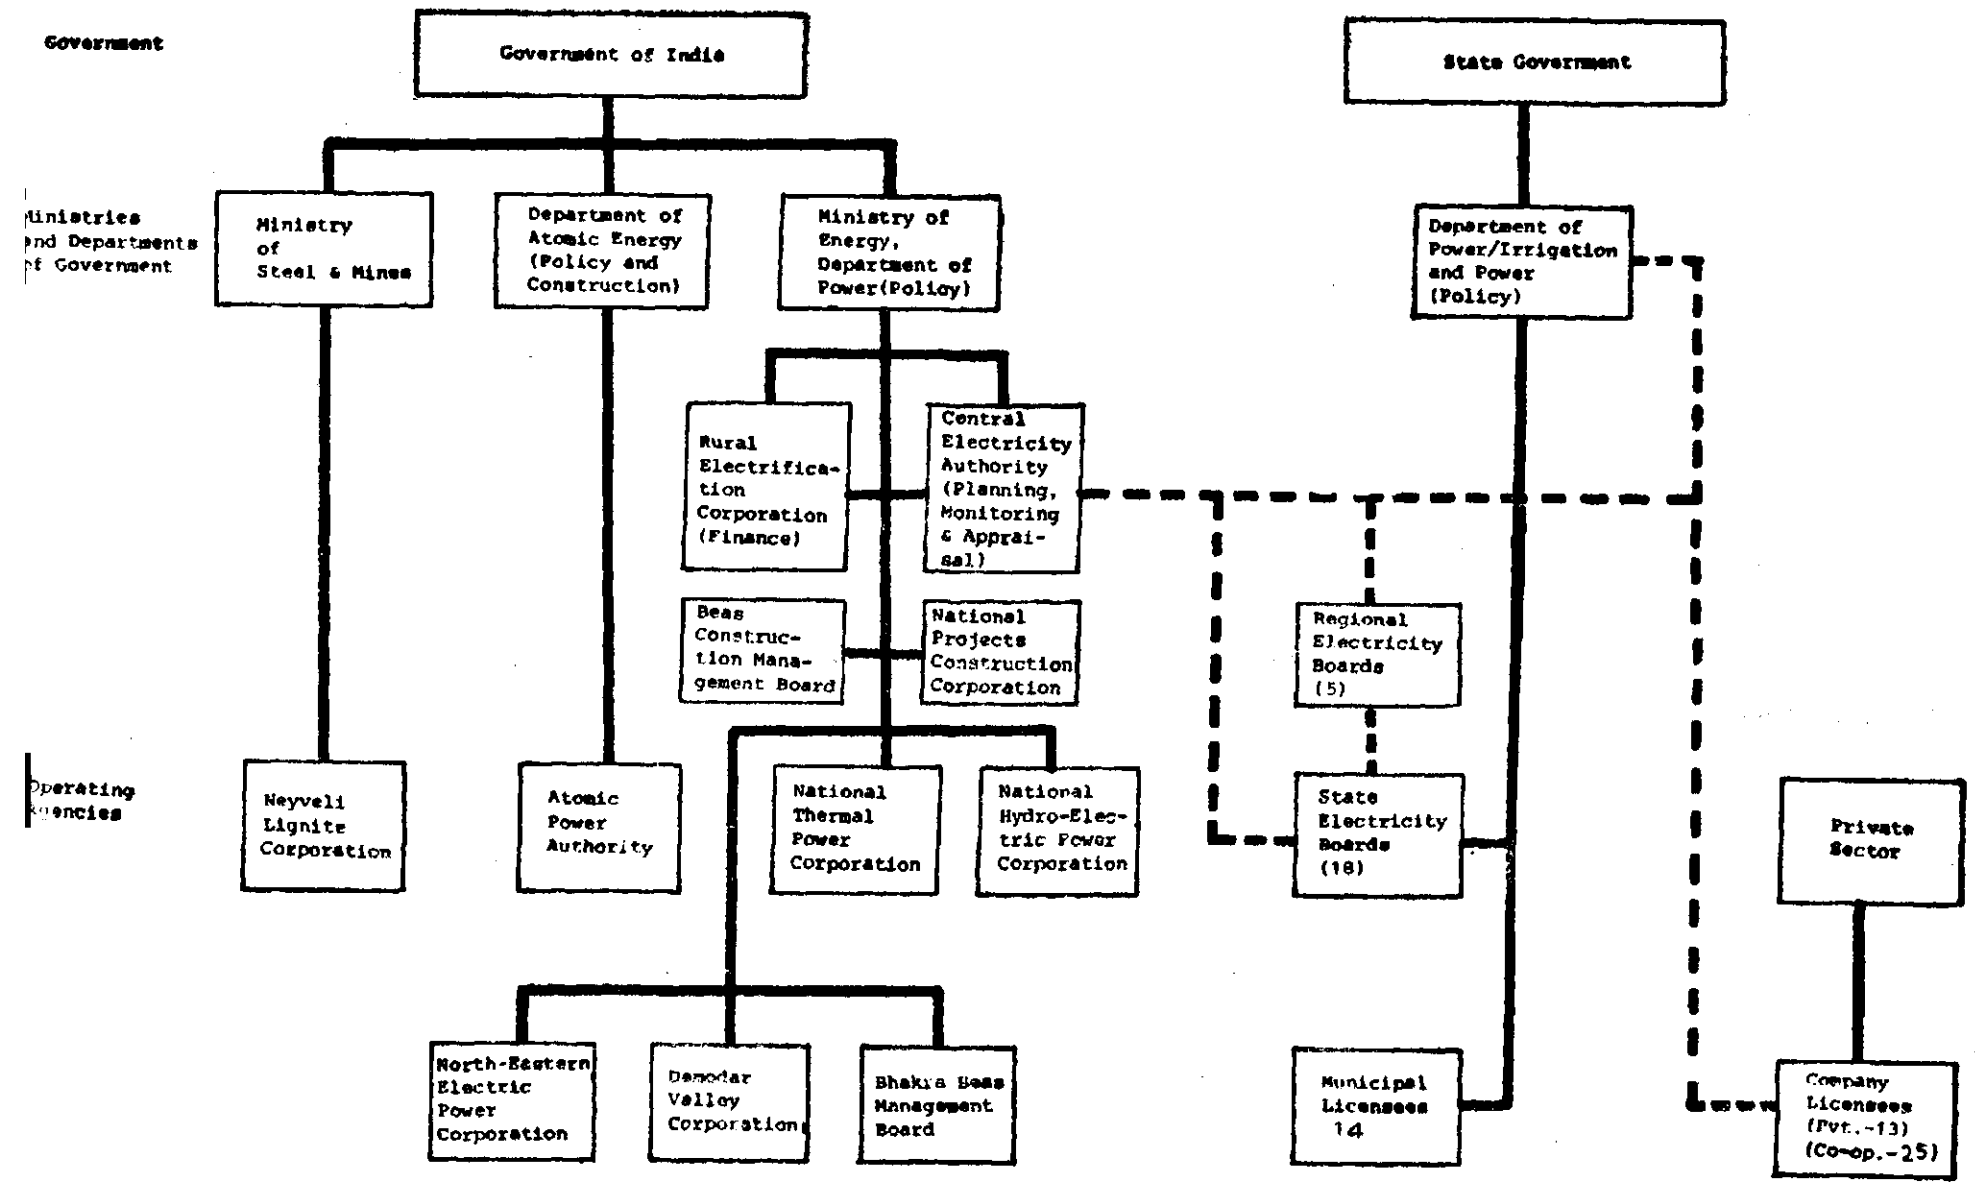 Government
Government of India
State Government
Ministries
and Departments
of Government
Ministry
of
Steel & Mines
Department of
Atomic Energy
(Policy and
Construction)
Ministry of
Energy,
Department of
Power(Policy)
Department of
Power/Irrigation
and Power
(Policy)
Rural
Electrifica-
tion
Corporation
(Finance)
Central
Electricity
Authority
(Planning,
Monitoring
& Apprai-
sal)
Beas
Construc-
tion Mana-
gement Board
National
Projects
Construction
Corporation
Regional
Electricity
Boards
(5)
Operating
Agencies
Neyveli
Lignite
Corporation
Atomic
Power
Authority
National
Thermal
Power
Corporation
National
Hydro-Elec-
tric Power
Corporation
State
Electricity
Boards
(18)
Private
Sector
North-Eastern
Electric
Power
Corporation
Damodar
Valley
Corporation
Bhakra Beas
Management
Board
Municipal
Licensees
14
Company
Licensees
(Pvt.-13)
(Co-op.-25)